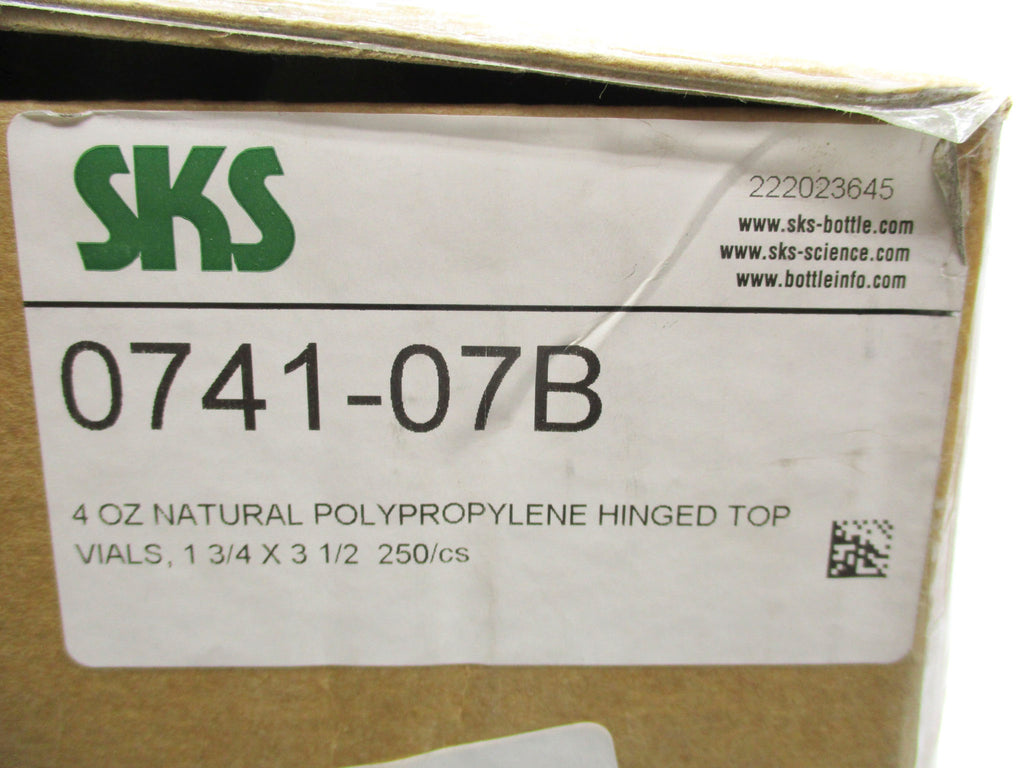 SKS
222023645
www.sks-bottle.com
www.sks-science.com
www.bottleinfo.com
0741-07B
4 OZ NATURAL POLYPROPYLENE HINGED TOP
VIALS, 1 3/4 X 3 1/2 250/cs